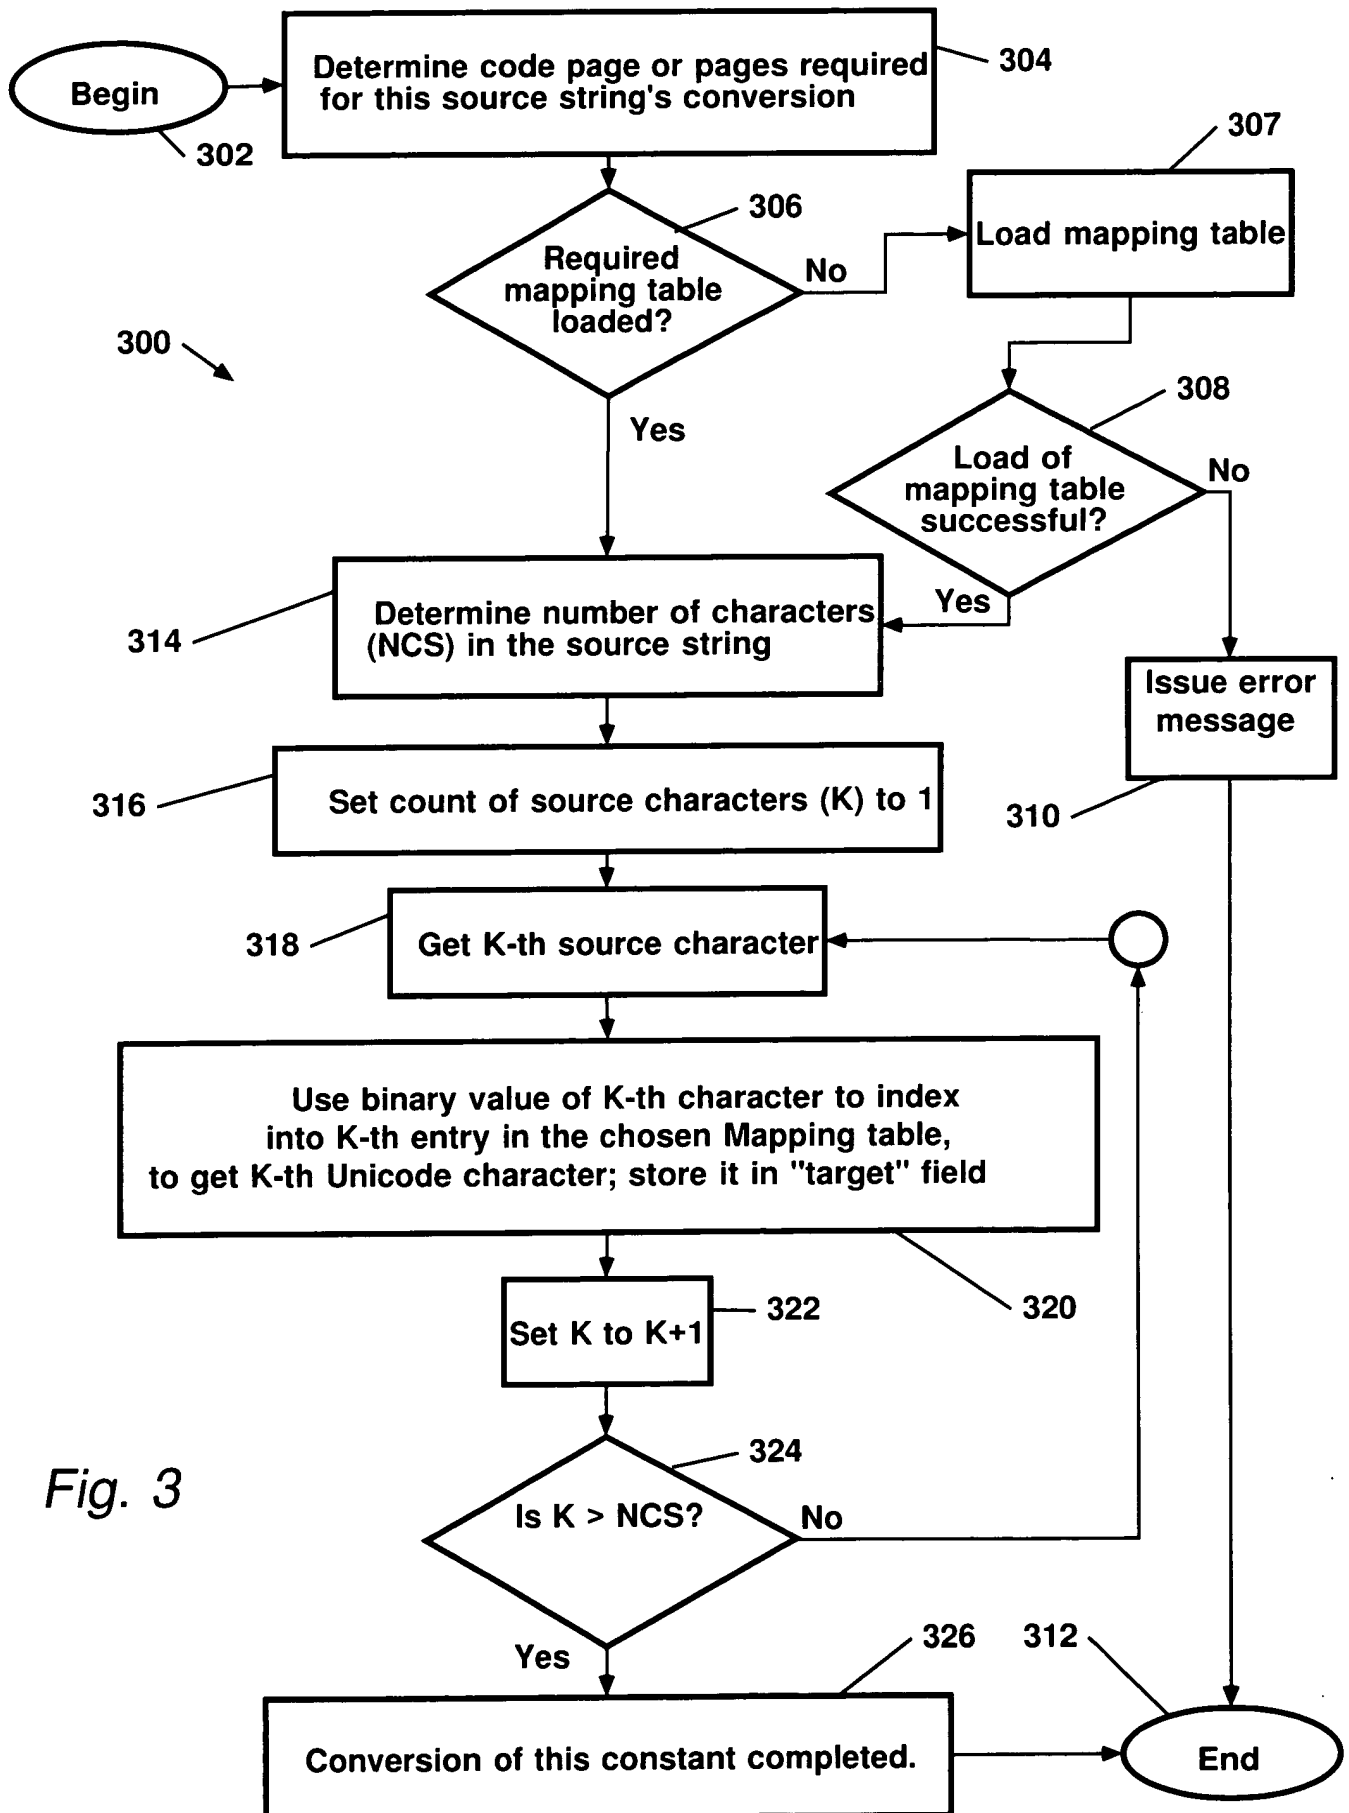 Begin
302
Determine code page or pages required
for this source string's conversion
304
306
307
Required
mapping table
loaded?
No
Load mapping table
300
Yes
308
Load of
mapping table
successful?
No
Yes
314
Determine number of characters
(NCS) in the source string
Issue error
message
310
316
Set count of source characters (K) to 1
318
Get K-th source character
Use binary value of K-th character to index
into K-th entry in the chosen Mapping table,
to get K-th Unicode character; store it in "target" field
320
322
Set K to K+1
324
Is K > NCS?
No
Fig. 3
Yes
326
312
Conversion of this constant completed.
End